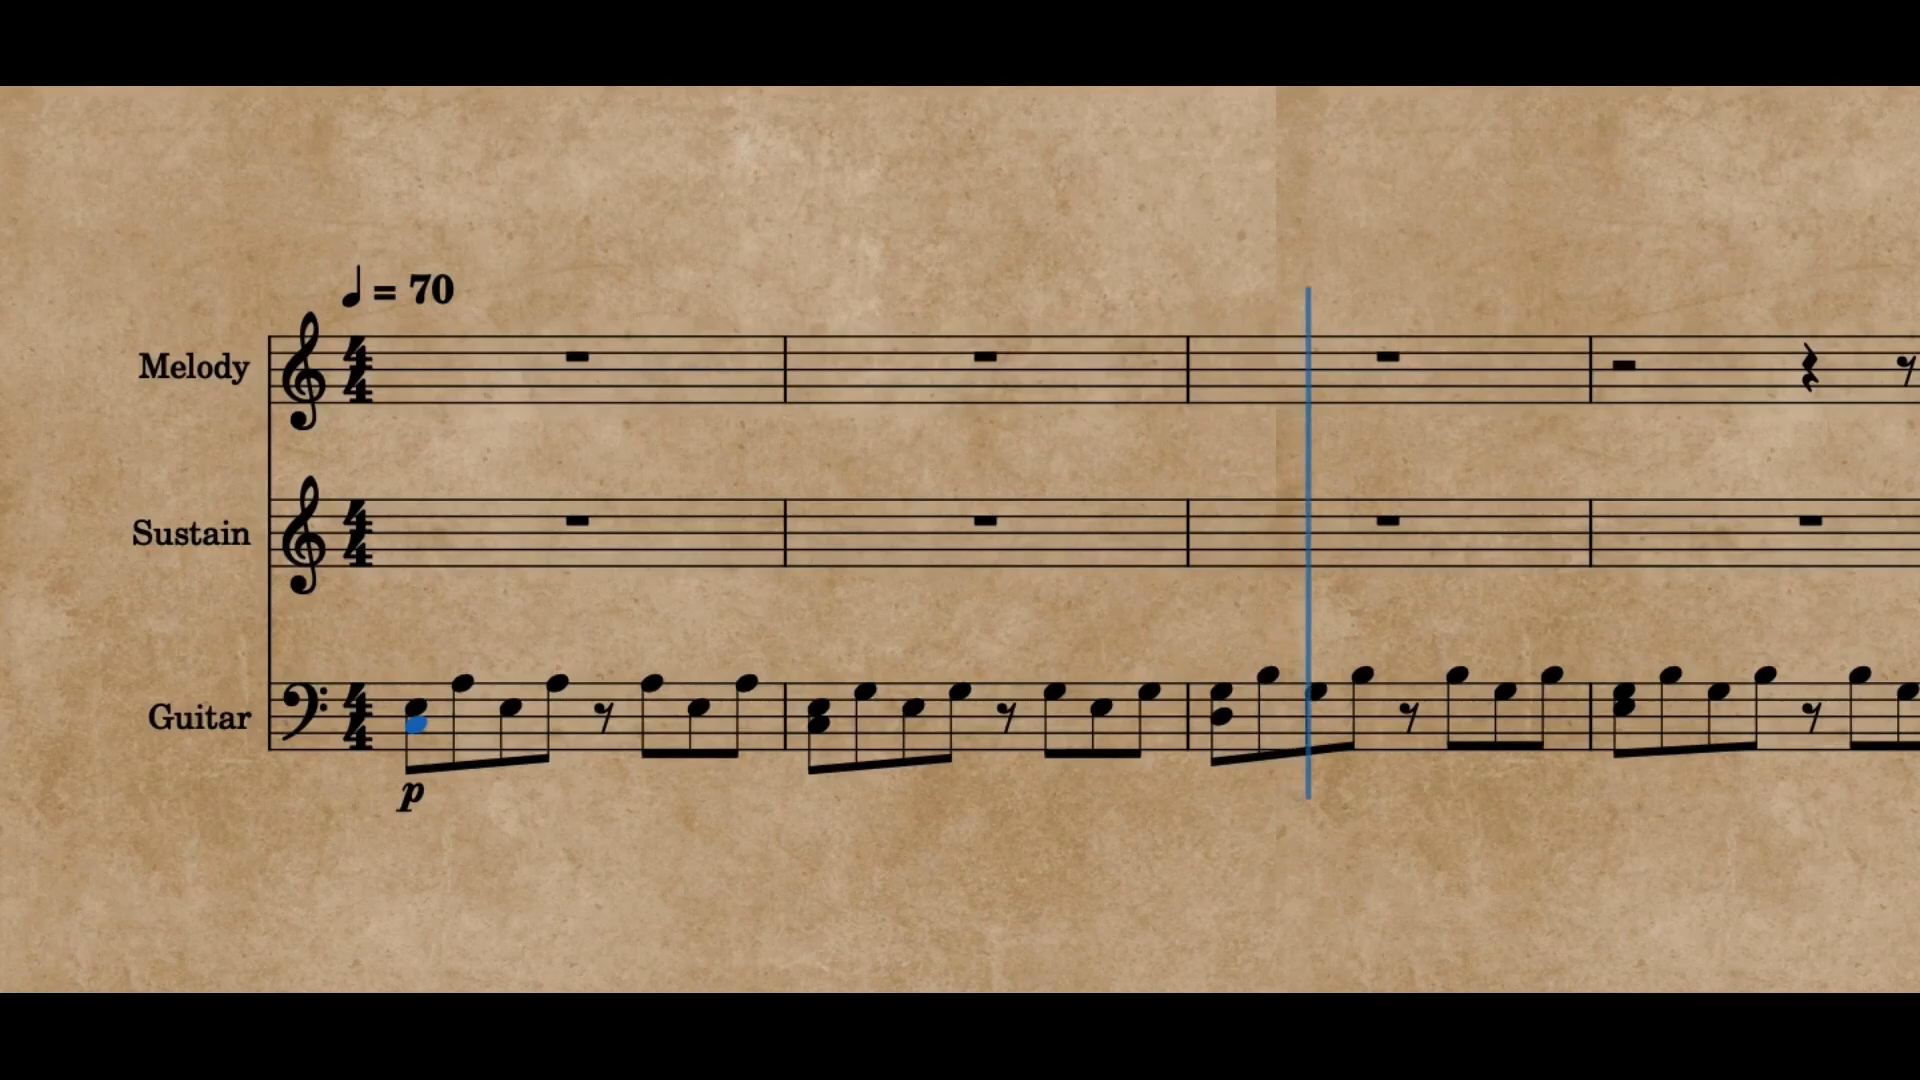 ♩ = 70
Melody
Sustain
Guitar
p